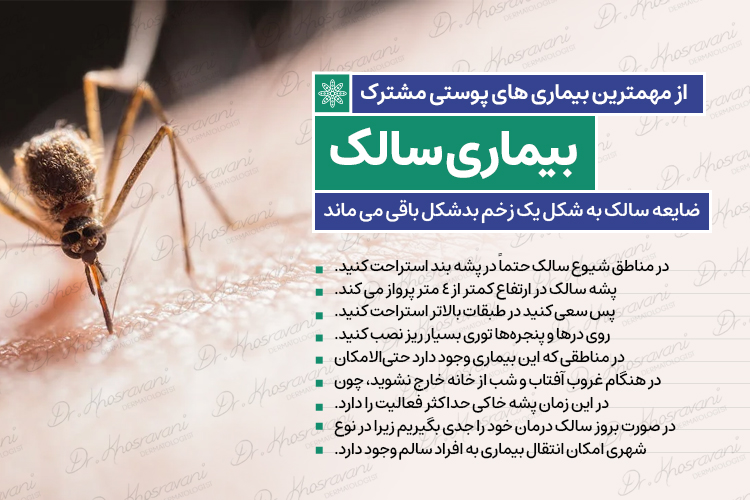 از مهمترین بیماری های پوستی مشترک
بیماری سالک
ضایعه سالک به شکل یک زخم بدشکل باقی می ماند
در مناطق شیوع سالک حتماً در پشه بند استراحت کنید.
پشه سالک در ارتفاع کمتر از ٤ متر پرواز می کند.
پس سعی کنید در طبقات بالاتر استراحت کنید.
روی درها و پنجره‌ها توری بسیار ریز نصب کنید.
در مناطقی که این بیماری وجود دارد حتی‌الامکان
در هنگام غروب آفتاب و شب از خانه خارج نشوید، چون
در این زمان پشه خاکی حداکثر فعالیت را دارد.
در صورت بروز سالک درمان خود را جدی بگیریم زیرا در نوع
شهری امکان انتقال بیماری به افراد سالم وجود دارد.
Dr. Khosravani
DERMATOLOGIST